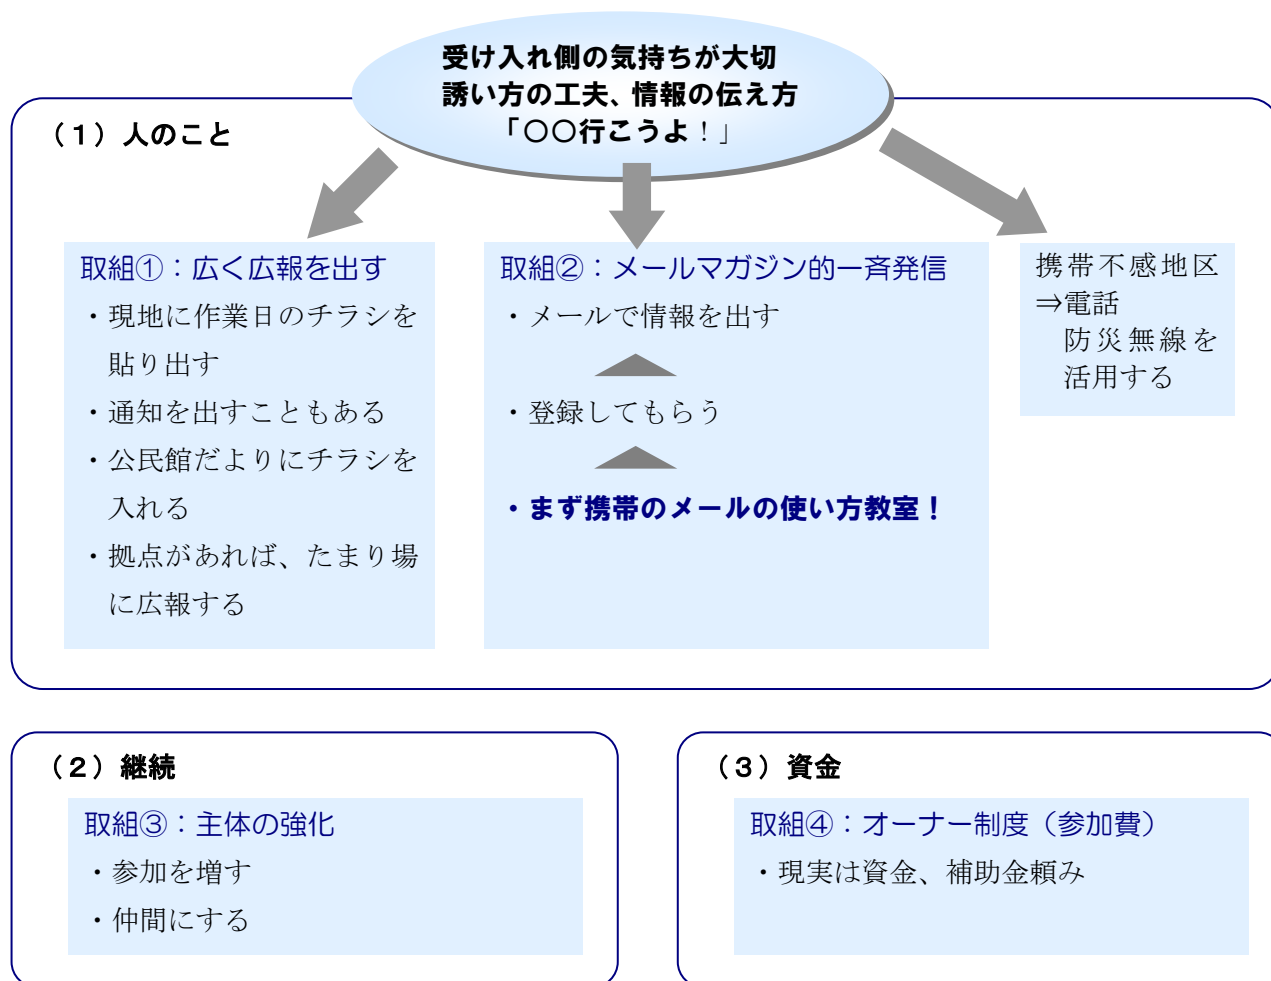 受け入れ側の気持ちが大切
誘い方の工夫、情報の伝え方
「〇〇行こうよ！」
（１）人のこと
取組①：広く広報を出す
・現地に作業日のチラシを
貼り出す
・通知を出すこともある
・公民館だよりにチラシを
入れる
・拠点があれば、たまり場
に広報する
取組②：メールマガジン的一斉発信
・メールで情報を出す
・登録してもらう
・まず携帯のメールの使い方教室！
携帯不感地区
⇒電話
防災無線を
活用する
（２）継続
取組③：主体の強化
・参加を増す
・仲間にする
（３）資金
取組④：オーナー制度（参加費）
・現実は資金、補助金頼み